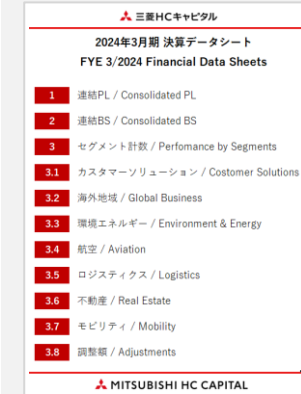 三菱HCキャピタル
2024年3月期 決算データシート
FYE 3/2024 Financial Data Sheets
1 連結PL / Consolidated PL
2 連結BS / Consolidated BS
3 セグメント計数 / Perfomance by Segments
3.1 カスタマーソリューション / Costomer Solutions
3.2 海外地域 / Global Business
3.3 環境エネルギー / Environment & Energy
3.4 航空 / Aviation
3.5 ロジスティクス / Logistics
3.6 不動産 / Real Estate
3.7 モビリティ / Mobility
3.8 調整額 / Adjustments
MITSUBISHI HC CAPITAL